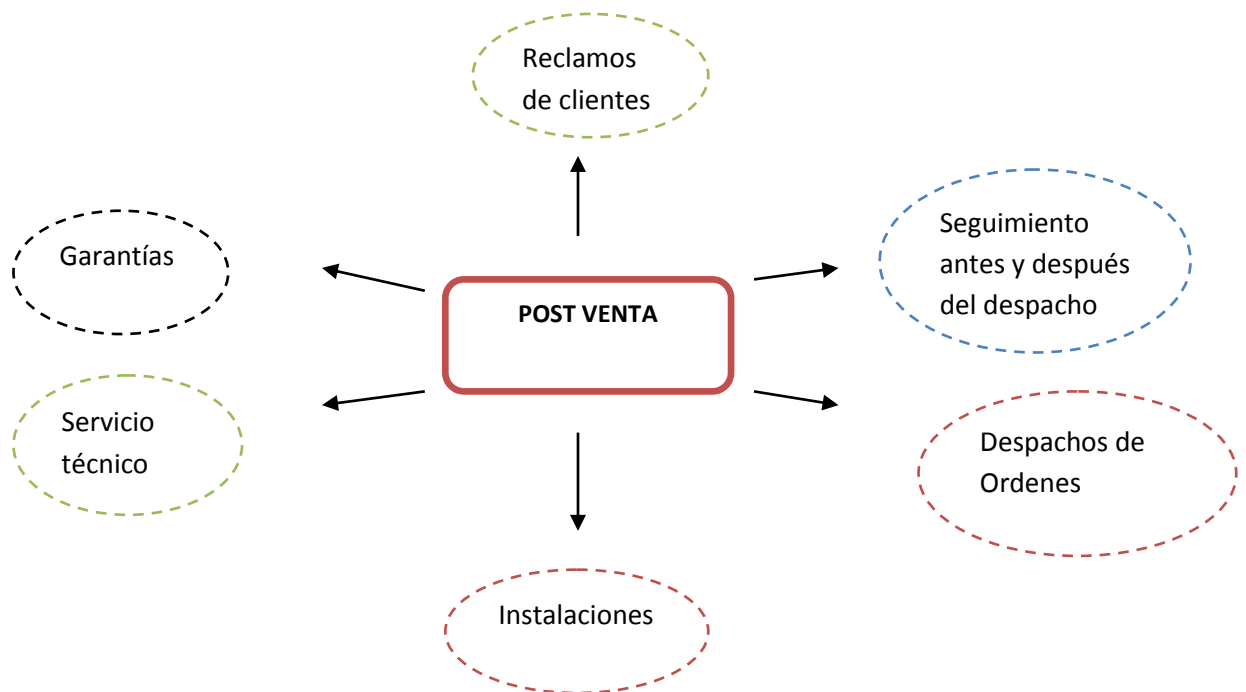 Reclamos
de clientes
Garantías
Seguimiento
antes y después
del despacho
POST VENTA
Servicio
técnico
Despachos de
Ordenes
Instalaciones